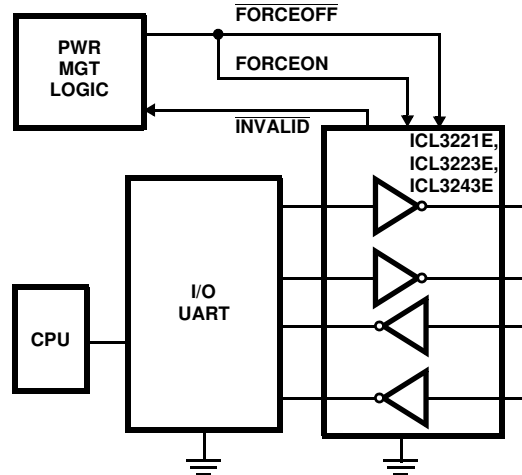 FORCEOFF
PWR
MGT
LOGIC
FORCEON
INVALID
ICL3221E,
ICL3223E,
ICL3243E
I/O
UART
CPU